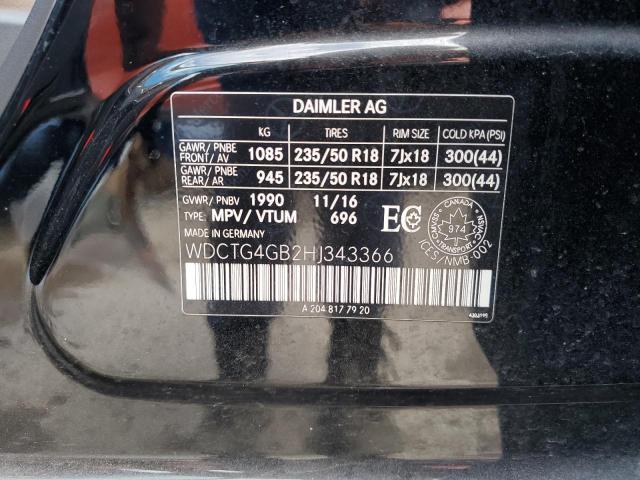 DAIMLER AG
KG TIRES RIM SIZE COLD KPA (PSI)
GAWR/ PNBE FRONT/ AV 1085 235/50 R18 7Jx18 300(44)
GAWR/ PNBE REAR/ AR 945 235/50 R18 7Jx18 300(44)
GVWR/ PNBV 1990 11/16
TYPE: MPV/ VTUM 696
EC
CANADA
974
TRANSPORT
NSVAC
ICES/NMB-002
MADE IN GERMANY
WDCTG4GB2HJ343366
A 204 817 79 20